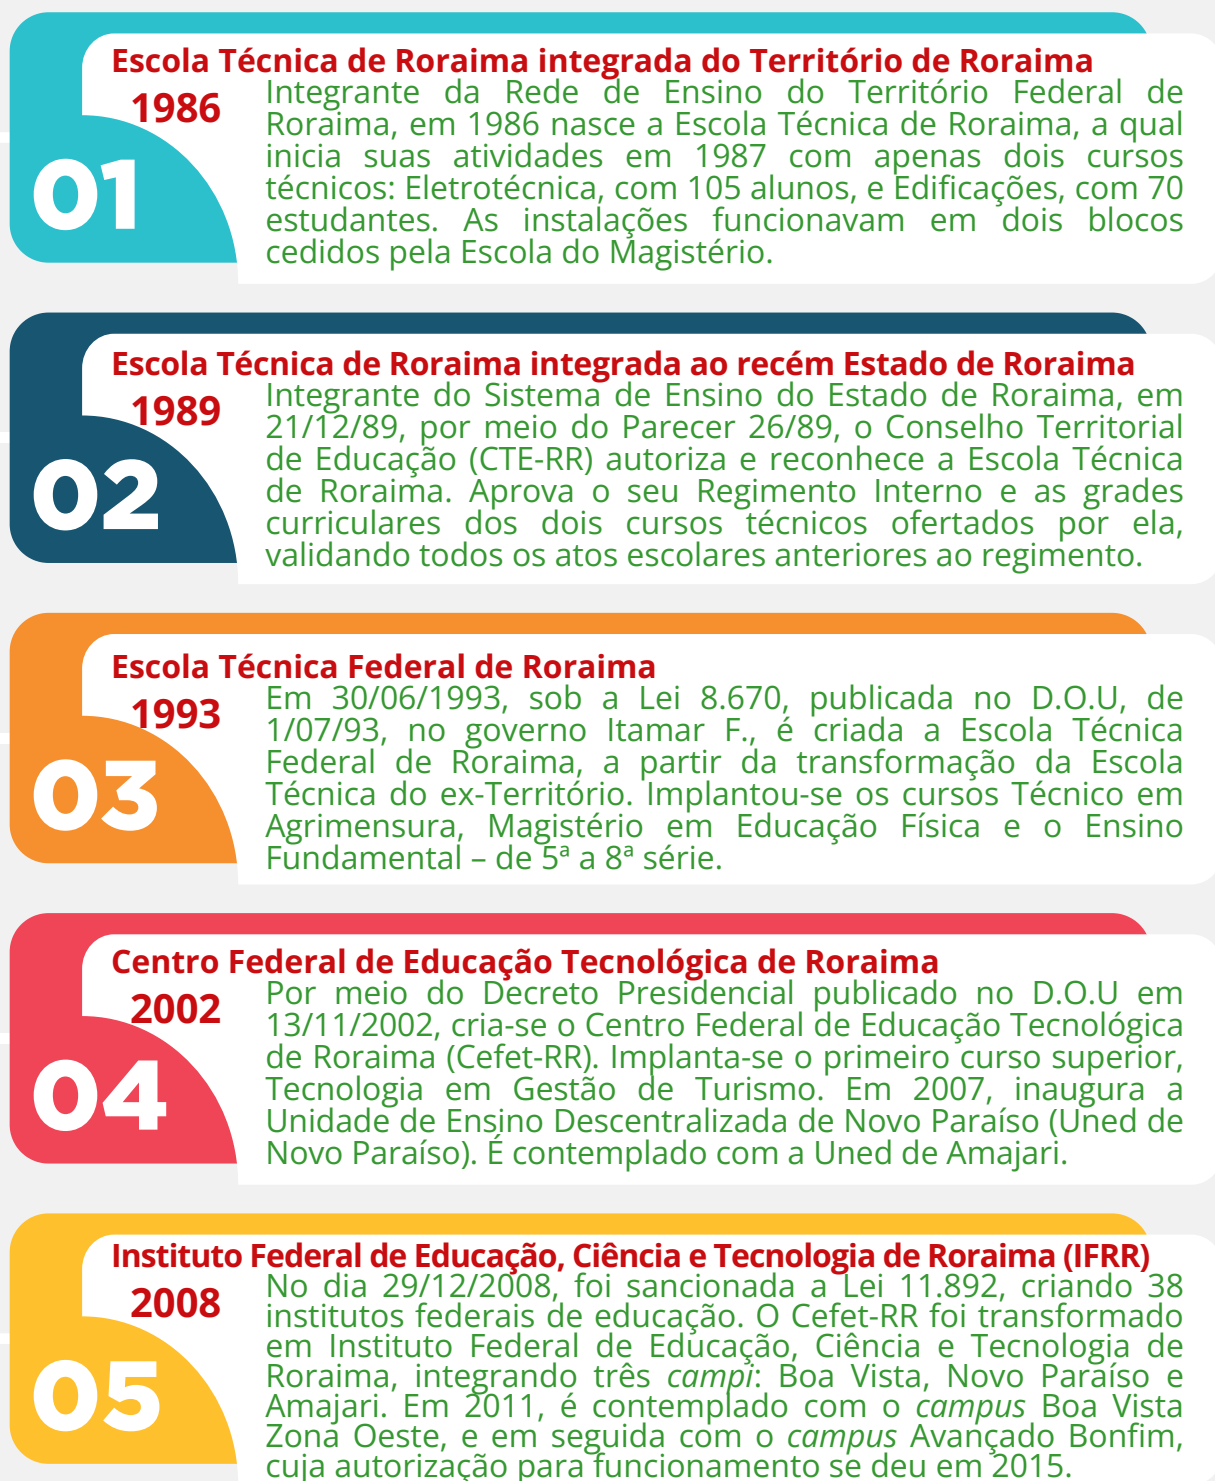 Escola Técnica de Roraima integrada do Território de Roraima
1986
01
Integrante da Rede de Ensino do Território Federal de
Roraima, em 1986 nasce a Escola Técnica de Roraima, a qual
inicia suas atividades em 1987 com apenas dois cursos
técnicos: Eletrotécnica, com 105 alunos, e Edificações, com 70
estudantes. As instalações funcionavam em dois blocos
cedidos pela Escola do Magistério.
Escola Técnica de Roraima integrada ao recém Estado de Roraima
1989
02
Integrante do Sistema de Ensino do Estado de Roraima, em
21/12/89, por meio do Parecer 26/89, o Conselho Territorial
de Educação (CTE-RR) autoriza e reconhece a Escola Técnica
de Roraima. Aprova o seu Regimento Interno e as grades
curriculares dos dois cursos técnicos ofertados por ela,
validando todos os atos escolares anteriores ao regimento.
Escola Técnica Federal de Roraima
1993
03
Em 30/06/1993, sob a Lei 8.670, publicada no D.O.U, de
1/07/93, no governo Itamar F., é criada a Escola Técnica
Federal de Roraima, a partir da transformação da Escola
Técnica do ex-Território. Implantou-se os cursos Técnico em
Agrimensura, Magistério em Educação Física e o Ensino
Fundamental – de 5ª a 8ª série.
Centro Federal de Educação Tecnológica de Roraima
2002
04
Por meio do Decreto Presidencial publicado no D.O.U em
13/11/2002, cria-se o Centro Federal de Educação Tecnológica
de Roraima (Cefet-RR). Implanta-se o primeiro curso superior,
Tecnologia em Gestão de Turismo. Em 2007, inaugura a
Unidade de Ensino Descentralizada de Novo Paraíso (Uned de
Novo Paraíso). É contemplado com a Uned de Amajari.
Instituto Federal de Educação, Ciência e Tecnologia de Roraima (IFRR)
2008
05
No dia 29/12/2008, foi sancionada a Lei 11.892, criando 38
institutos federais de educação. O Cefet-RR foi transformado
em Instituto Federal de Educação, Ciência e Tecnologia de
Roraima, integrando três campi: Boa Vista, Novo Paraíso e
Amajari. Em 2011, é contemplado com o campus Boa Vista
Zona Oeste, e em seguida com o campus Avançado Bonfim,
cuja autorização para funcionamento se deu em 2015.